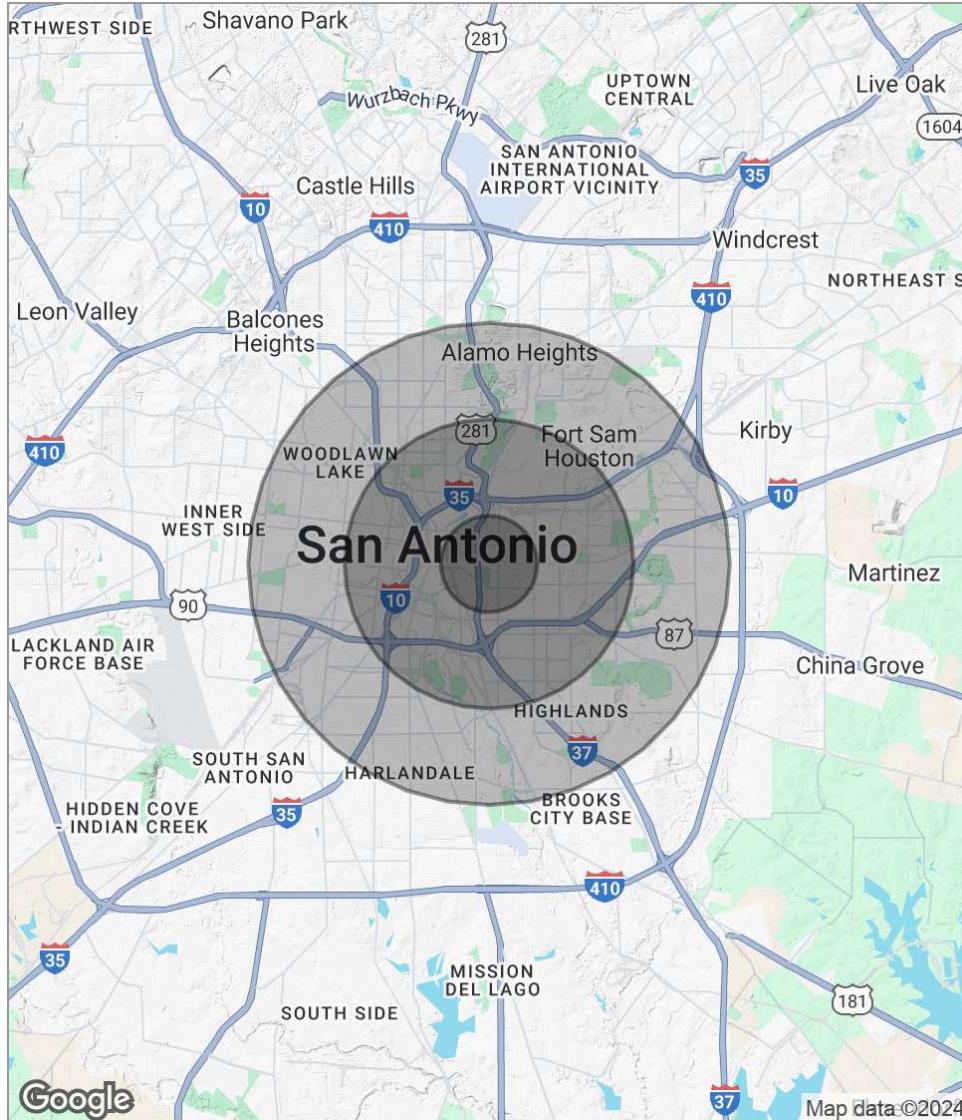 RTHWEST SIDE
Shavano Park
281
UPTOWN
CENTRAL
Live Oak
Wurzbach Pkwy
1604
SAN ANTONIO
INTERNATIONAL
AIRPORT VICINITY
35
Castle Hills
10
410
Windcrest
NORTHEAST S
410
Leon Valley
Balcones
Heights
Alamo Heights
281
Fort Sam
Houston
Kirby
410
WOODLAWN
LAKE
35
10
INNER
WEST SIDE
San Antonio
Martinez
10
90
87
LACKLAND AIR
FORCE BASE
China Grove
HIGHLANDS
37
SOUTH SAN
ANTONIO
HARLANDALE
BROOKS
CITY BASE
HIDDEN COVE
- INDIAN CREEK
35
410
35
MISSION
DEL LAGO
181
SOUTH SIDE
37
Google
Map data ©2024